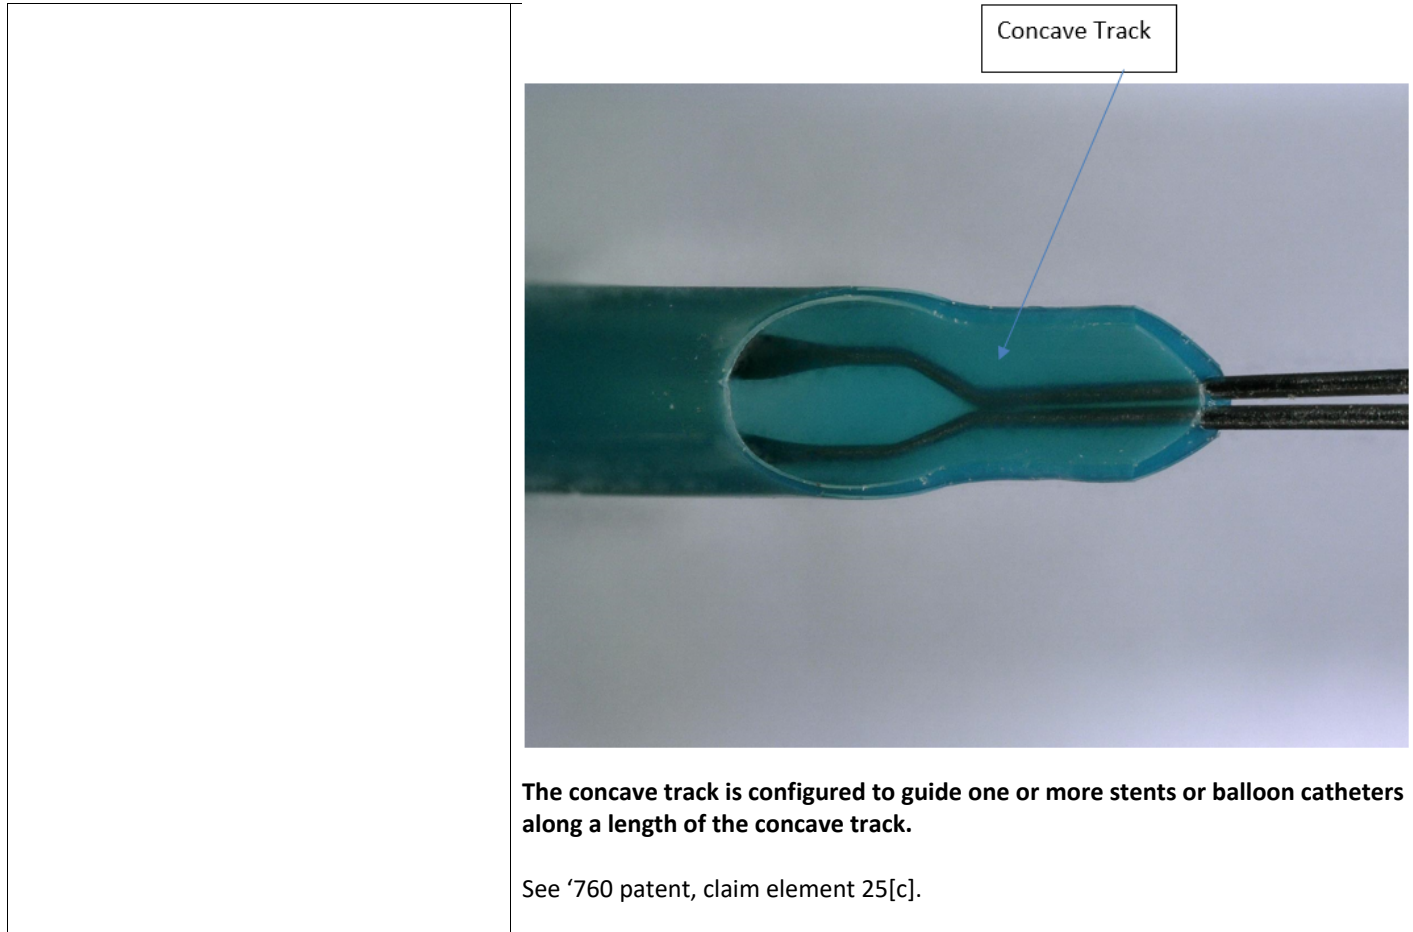 Concave Track
The concave track is configured to guide one or more stents or balloon catheters
along a length of the concave track.
See ‘760 patent, claim element 25[c].